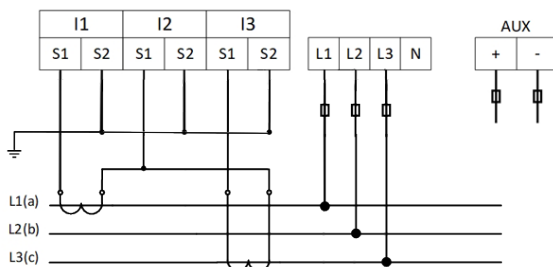 I1 I2 I3 AUX
S1 S2 S1 S2 S1 S2 L1 L2 L3 N + -
L1(a)
L2(b)
L3(c)